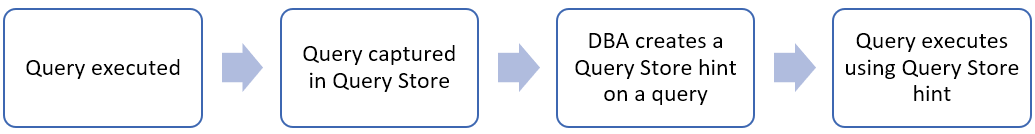 Query executed
Query captured
in Query Store
DBA creates a
Query Store hint
on a query
Query executes
using Query Store
hint